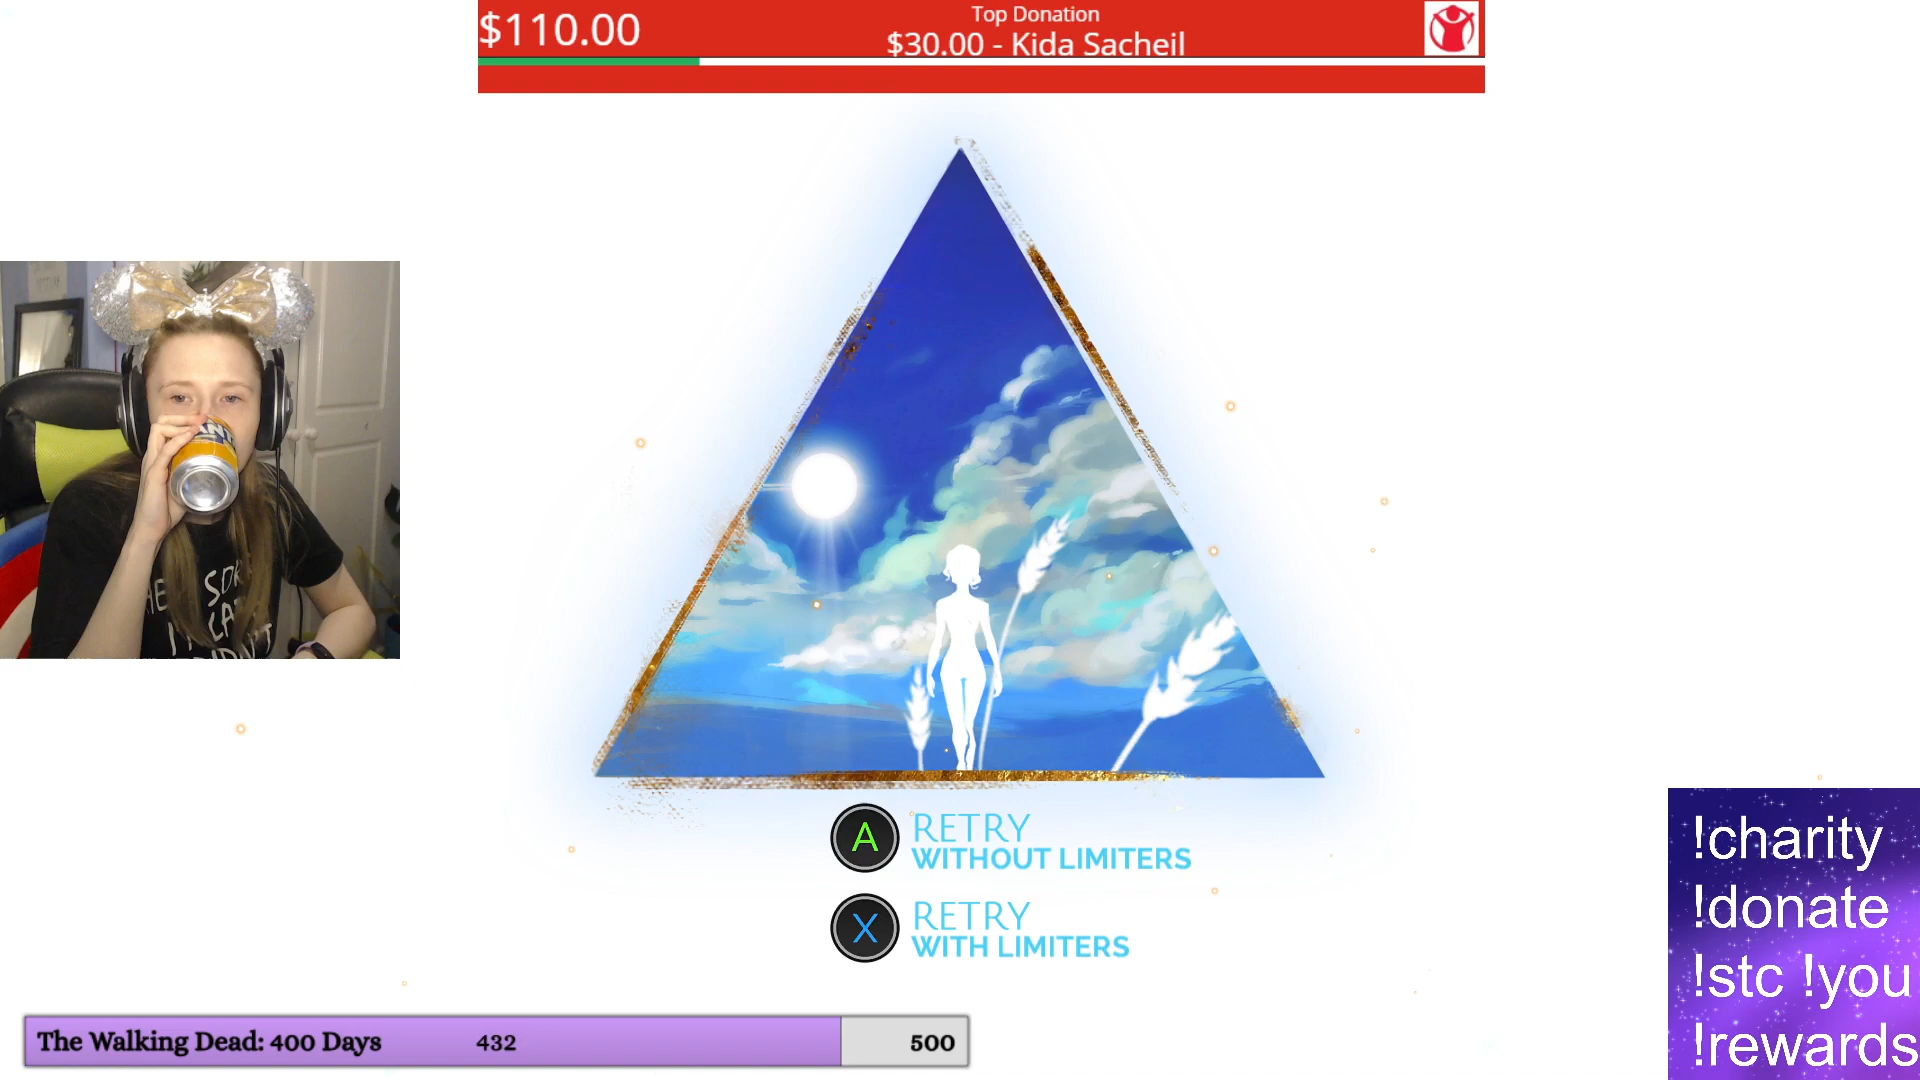 $110.00
Top Donation
$30.00 - Kida Sacheil
A RETRY
WITHOUT LIMITERS
X RETRY
WITH LIMITERS
!charity
!donate
!stc !you
!rewards
The Walking Dead: 400 Days 432 500